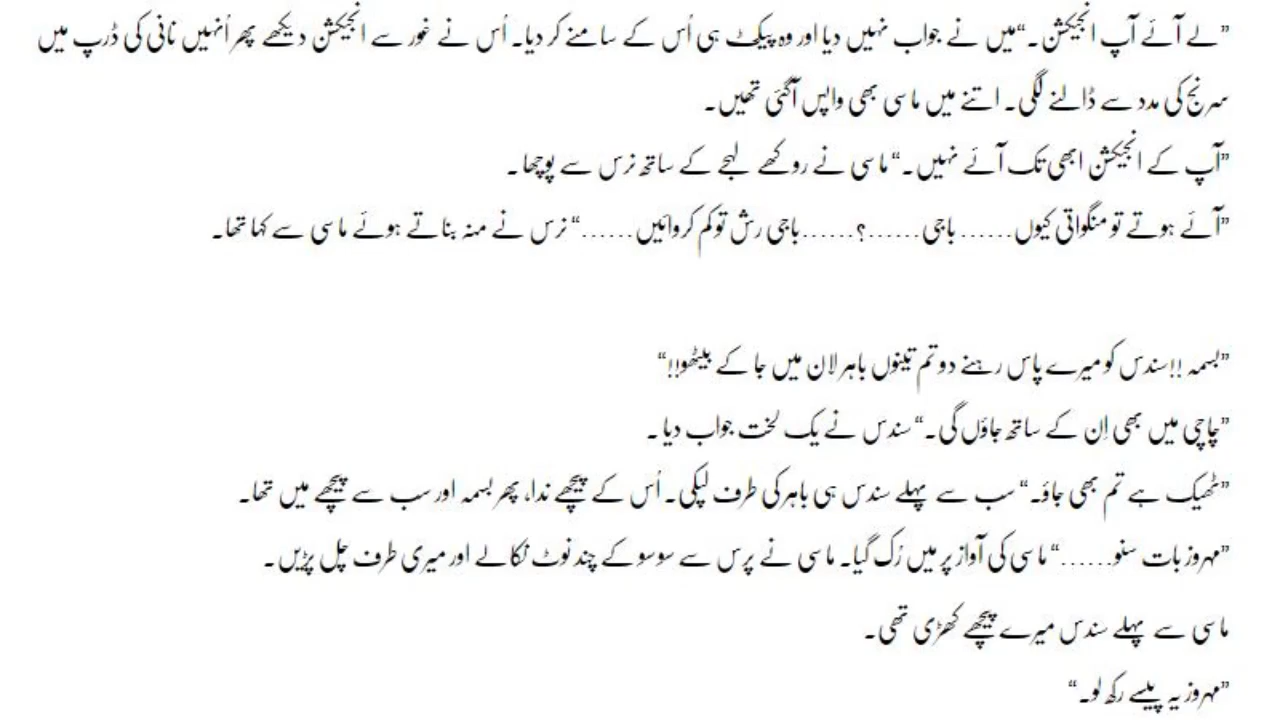 ”لے آئے آپ انجیکشن۔“میں نے جواب نہیں دیا اور وہ پیکٹ ہی اُس کے سامنے کر دیا۔ اُس نے غور سے انجیکشن دیکھے پھر اُنہیں نانی کی ڈرپ میں
سرنج کی مدد سے ڈالنے لگی۔ اتنے میں ماسی بھی واپس آگئی تھیں۔
”آپ کے انجیکشن ابھی تک آئے نہیں۔“ ماسی نے روکھے لہجے کے ساتھ نرس سے پوچھا۔
”آئے ہوتے تو منگواتی کیوں...... باجی......؟......باجی رش تو کم کروائیں......“ نرس نے منہ بناتے ہوئے ماسی سے کہا تھا۔
”بسمہ !!سندس کو میرے پاس رہنے دو تم تینوں باہر لان میں جا کے بیٹھو!!“
”چاچی میں بھی اِن کے ساتھ جاؤں گی۔“ سندس نے یک لخت جواب دیا۔
”ٹھیک ہے تم بھی جاؤ۔“ سب سے پہلے سندس ہی باہر کی طرف لپکی۔ اُس کے پیچھے ندا، پھر بسمہ اور سب سے پیچھے میں تھا۔
”مہروز بات سنو......“ ماسی کی آواز پر میں رُک گیا۔ ماسی نے پرس سے سوسو کے چند نوٹ نکالے اور میری طرف چل پڑیں۔
ماسی سے پہلے سندس میرے پیچھے کھڑی تھی۔
”مہروز یہ پیسے رکھ لو۔“